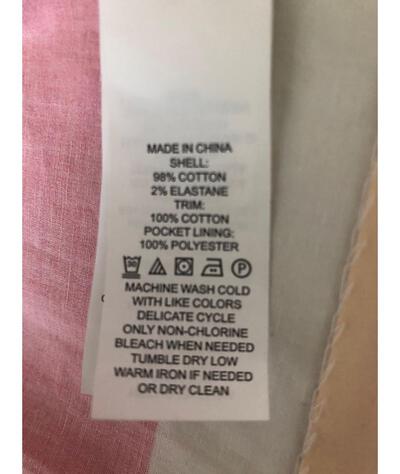 MADE IN CHINA
SHELL:
98% COTTON
2% ELASTANE
TRIM:
100% COTTON
POCKET LINING:
100% POLYESTER
30 P
MACHINE WASH COLD
WITH LIKE COLORS
DELICATE CYCLE
ONLY NON-CHLORINE
BLEACH WHEN NEEDED
TUMBLE DRY LOW
WARM IRON IF NEEDED
OR DRY CLEAN